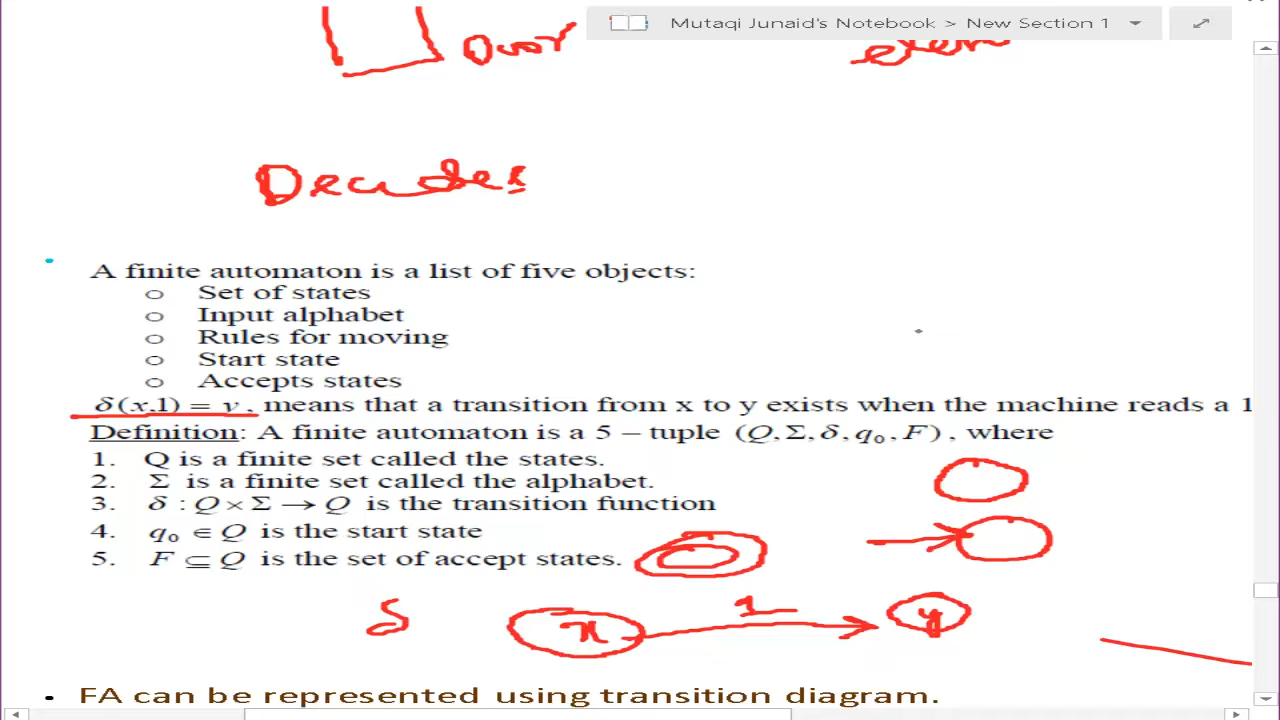 Mutaqi Junaid's Notebook > New Section 1
Door
Decides
A finite automaton is a list of five objects:
o Set of states
o Input alphabet
o Rules for moving
o Start state
o Accepts states
δ(x,1) = y, means that a transition from x to y exists when the machine reads a 1
Definition: A finite automaton is a 5 – tuple (Q, Σ, δ, q₀, F), where
1. Q is a finite set called the states.
2. Σ is a finite set called the alphabet.
3. δ : Q × Σ → Q is the transition function
4. q₀ ∈ Q is the start state
5. F ⊆ Q is the set of accept states.
δ x 1 y
• FA can be represented using transition diagram.